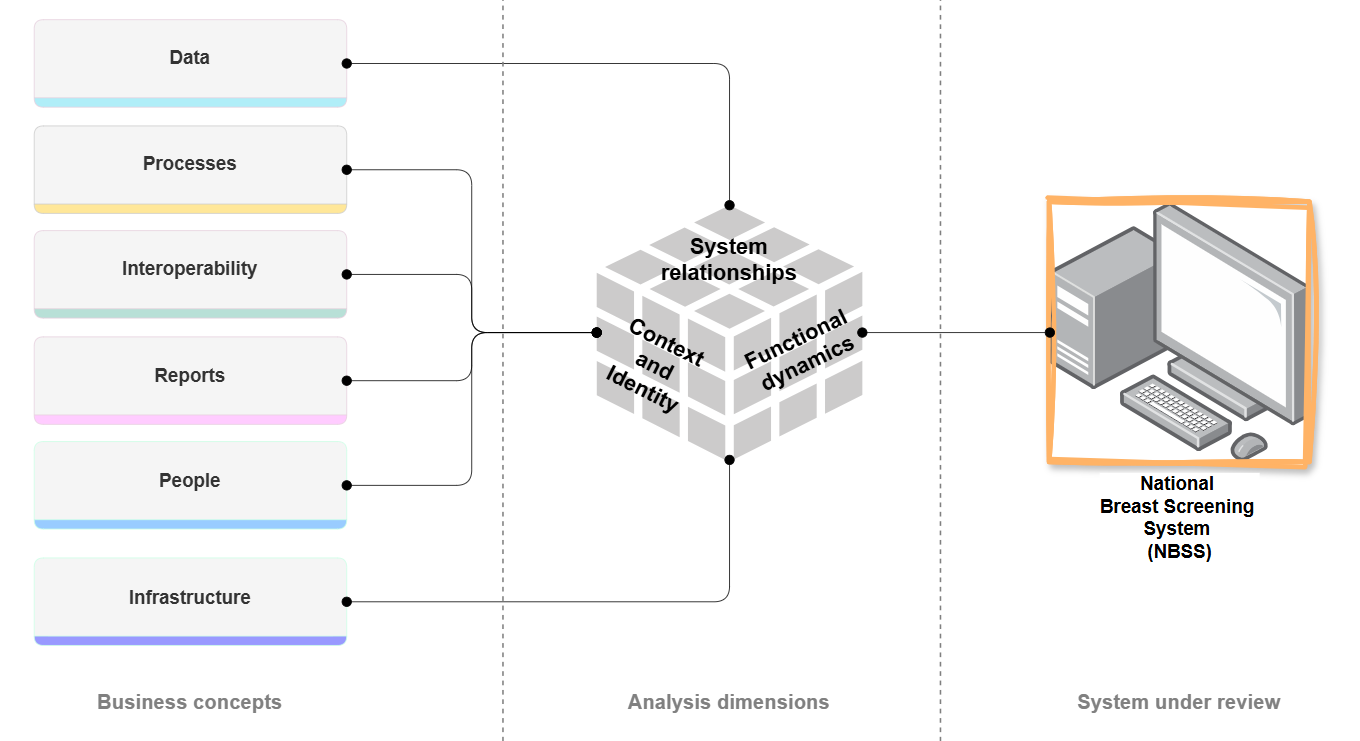 Data
Processes
Interoperability
Reports
People
Infrastructure
System
relationships
Context
and
Identity
Functional
dynamics
National
Breast Screening
System
(NBSS)
Business concepts
Analysis dimensions
System under review